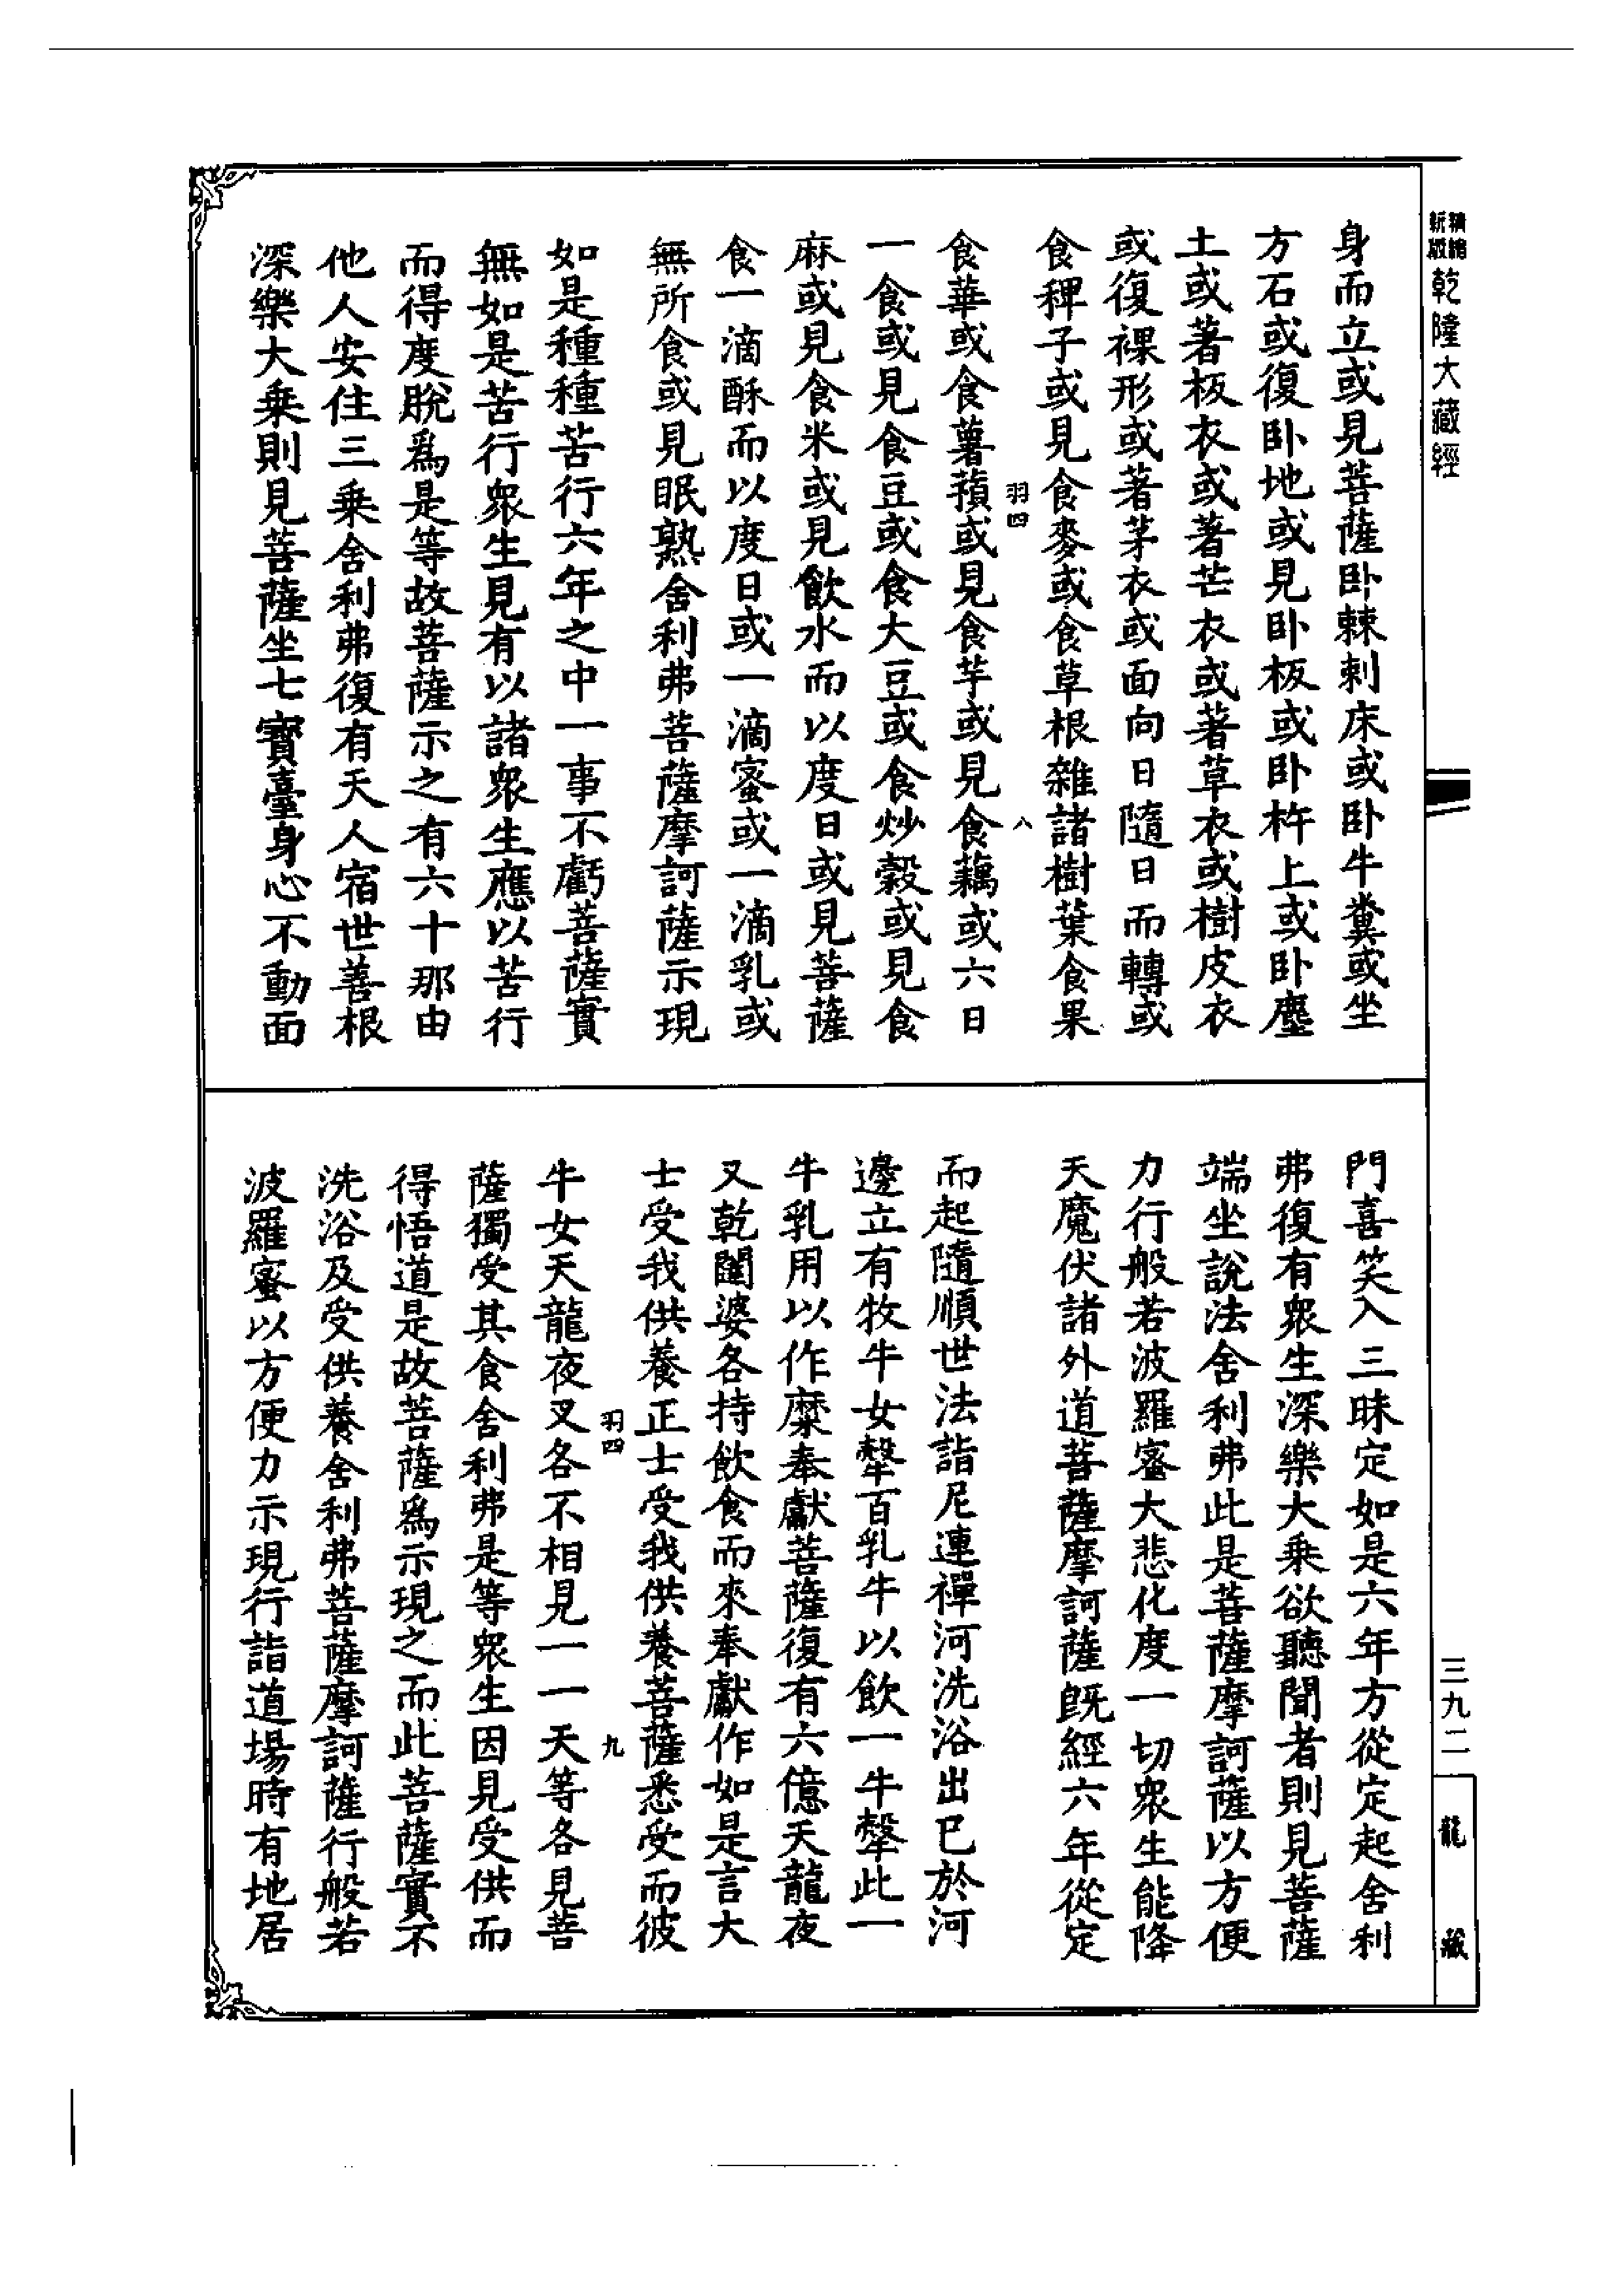 精縮
新版
乾隆大藏經
身而立或見菩薩卧棘刺床或卧牛糞或坐
方石或復卧地或見卧板或卧杵上或卧塵
土或著板衣或著芒衣或著草衣或樹皮衣
或復裸形或著茅衣或面向日隨日而轉或
食稗子或見食麥或食草根雜諸樹葉食果
羽四
八
食華或食薯蕷或見食芋或見食藕或六日
一食或見食豆或食大豆或食炒穀或見食
麻或見食米或見飲水而以度日或見菩薩
食一滴酥而以度日或一滴蜜或一滴乳或
無所食或見眠熟舍利弗菩薩摩訶薩示現
如是種種苦行六年之中一事不虧菩薩實
無如是苦行眾生見有以諸眾生應以苦行
而得度脫爲是等故菩薩示之有六十那由
他人安住三乘舍利弗復有天人宿世善根
深樂大乘則見菩薩坐七寶臺身心不動面
門喜笑入三昧定如是六年方從定起舍利
弗復有眾生深樂大乘欲聽聞者則見菩薩
端坐說法舍利弗此是菩薩摩訶薩以方便
力行般若波羅蜜大悲化度一切眾生能降
天魔伏諸外道菩薩摩訶薩旣經六年從定
而起隨順世法詣尼連禪河洗浴出已於河
邊立有牧牛女犛百乳牛以飲一牛犛此一
牛乳用以作糜奉獻菩薩復有六億天龍夜
叉乾闥婆各持飲食而來奉獻作如是言大
士受我供養正士受我供養菩薩悉受而彼
羽四
九
牛女天龍夜叉各不相見一一天等各見菩
薩獨受其食舍利弗是等眾生因見受供而
得悟道是故菩薩爲示現之而此菩薩實不
洗浴及受供養舍利弗菩薩摩訶薩行般若
波羅蜜以方便力示現行詣道場時有地居
三九二
龍藏